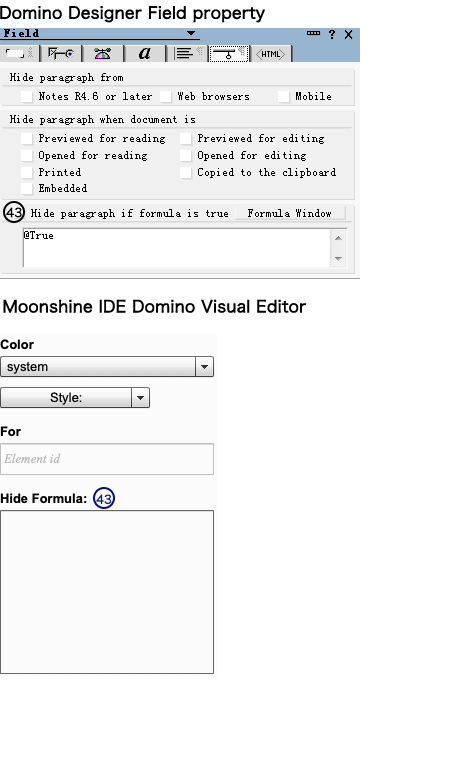 Domino Designer Field property
Field ? X
a <HTML>
Hide paragraph from
Notes R4.6 or later Web browsers Mobile
Hide paragraph when document is
Previewed for reading Previewed for editing
Opened for reading Opened for editing
Printed Copied to the clipboard
Embedded
43 Hide paragraph if formula is true Formula Window
@True
Moonshine IDE Domino Visual Editor
Color
system
Style:
For
Element id
Hide Formula: 43